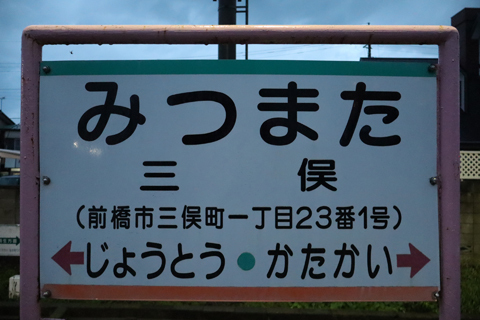 みつまた
三俣
(前橋市三俣町一丁目23番1号)
じょうとう かたかい